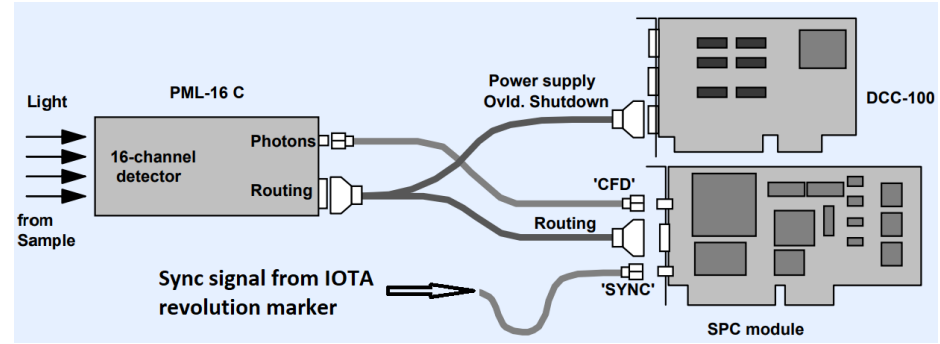 Light
PML-16 C
Power supply
Ovld. Shutdown
DCC-100
16-channel
detector
Photons
Routing
from
Sample
'CFD'
Routing
Sync signal from IOTA
revolution marker
'SYNC'
SPC module